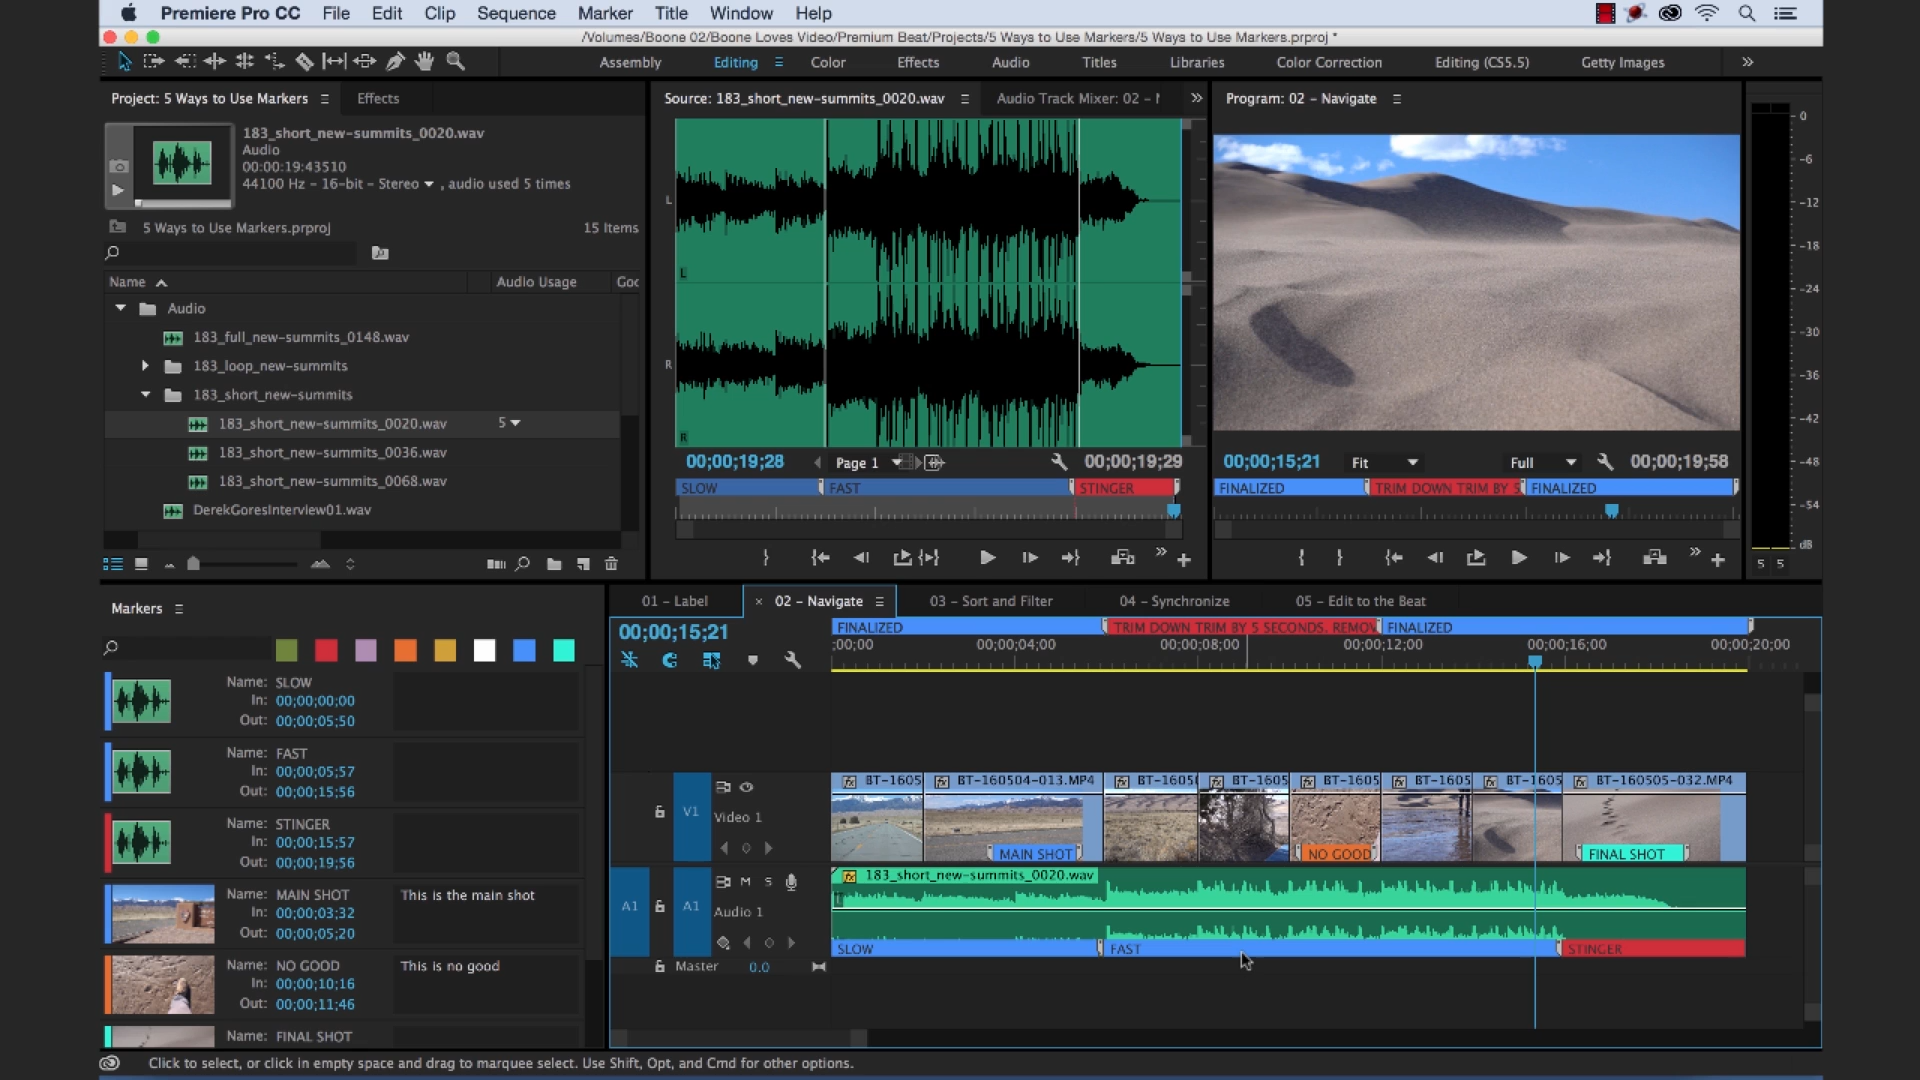 Premiere Pro CC File Edit Clip Sequence Marker Title Window Help
/Volumes/Boone 02/Boone Loves Video/Premium Beat/Projects/5 Ways to Use Markers/5 Ways to Use Markers.prproj *
Assembly Editing Color Effects Audio Titles Libraries Color Correction Editing (CS5.5) Getty Images
Project: 5 Ways to Use Markers Effects
183_short_new-summits_0020.wav
Audio
00:00:19:43510
44100 Hz - 16-bit - Stereo , audio used 5 times
5 Ways to Use Markers.prproj 15 Items
Name Audio Usage Goo
Audio
183_full_new-summits_0148.wav
183_loop_new-summits
183_short_new-summits
183_short_new-summits_0020.wav 5
183_short_new-summits_0036.wav
183_short_new-summits_0068.wav
DerekGoresInterview01.wav
Source: 183_short_new-summits_0020.wav Audio Track Mixer: 02 -
L
L
R
R
00;00;19;28 Page 1 00;00;19;29
SLOW FAST STINGER
Program: 02 - Navigate
00;00;15;21 Fit Full 00;00;19;58
FINALIZED TRIM DOWN TRIM BY 5 FINALIZED
0
-6
-12
-18
-24
-30
-36
-42
-48
-54
dB
5 5
Markers
Name: SLOW
In: 00;00;00;00
Out: 00;00;05;50
Name: FAST
In: 00;00;05;57
Out: 00;00;15;56
Name: STINGER
In: 00;00;15;57
Out: 00;00;19;56
Name: MAIN SHOT This is the main shot
In: 00;00;03;32
Out: 00;00;05;20
Name: NO GOOD This is no good
In: 00;00;10;16
Out: 00;00;11;46
Name: FINAL SHOT
01 - Label 02 - Navigate 03 - Sort and Filter 04 - Synchronize 05 - Edit to the Beat
00;00;15;21
FINALIZED TRIM DOWN TRIM BY 5 SECONDS. REMOV FINALIZED
;00;00 00;00;04;00 00;00;08;00 00;00;12;00 00;00;16;00 00;00;20;00
V1 Video 1
BT-1605 BT-160504-013.MP4 BT-1605 BT-1605 BT-1605 BT-1605 BT-1605 BT-160505-032.MP4
MAIN SHOT NO GOOD FINAL SHOT
A1 A1 M S
Audio 1
183_short_new-summits_0020.wav
SLOW FAST STINGER
Master 0.0
Click to select, or click in empty space and drag to marquee select. Use Shift, Opt, and Cmd for other options.